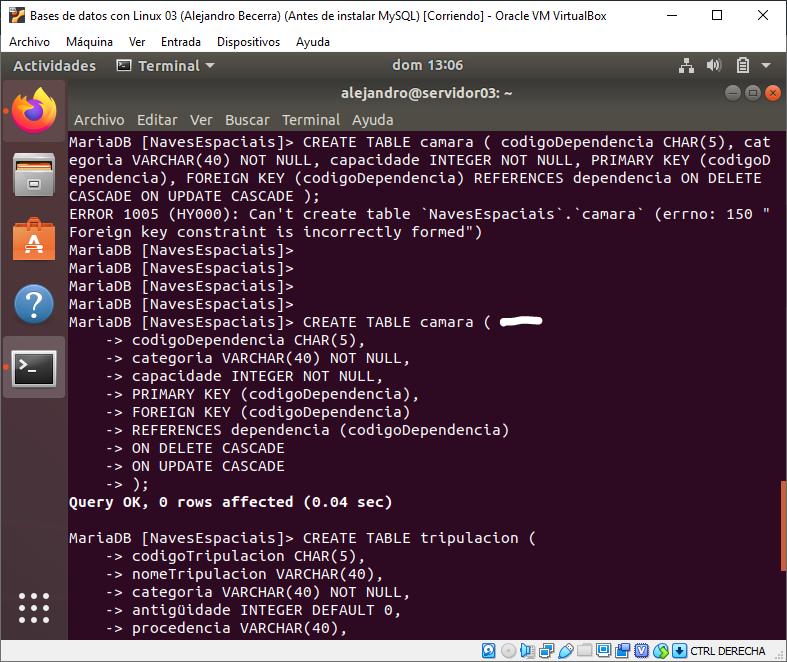 Bases de datos con Linux 03 (Alejandro Becerra) (Antes de instalar MySQL) [Corriendo] - Oracle VM VirtualBox
Archivo Máquina Ver Entrada Dispositivos Ayuda
Actividades Terminal dom 13:06
alejandro@servidor03: ~
Archivo Editar Ver Buscar Terminal Ayuda
MariaDB [NavesEspaciais]> CREATE TABLE camara ( codigoDependencia CHAR(5), cat
egoria VARCHAR(40) NOT NULL, capacidade INTEGER NOT NULL, PRIMARY KEY (codigoD
ependencia), FOREIGN KEY (codigoDependencia) REFERENCES dependencia ON DELETE
CASCADE ON UPDATE CASCADE );
ERROR 1005 (HY000): Can't create table `NavesEspaciais`.`camara` (errno: 150 "
Foreign key constraint is incorrectly formed")
MariaDB [NavesEspaciais]>
MariaDB [NavesEspaciais]>
MariaDB [NavesEspaciais]>
MariaDB [NavesEspaciais]>
MariaDB [NavesEspaciais]> CREATE TABLE camara (
-> codigoDependencia CHAR(5),
-> categoria VARCHAR(40) NOT NULL,
-> capacidade INTEGER NOT NULL,
-> PRIMARY KEY (codigoDependencia),
-> FOREIGN KEY (codigoDependencia)
-> REFERENCES dependencia (codigoDependencia)
-> ON DELETE CASCADE
-> ON UPDATE CASCADE
-> );
Query OK, 0 rows affected (0.04 sec)
MariaDB [NavesEspaciais]> CREATE TABLE tripulacion (
-> codigoTripulacion CHAR(5),
-> nomeTripulacion VARCHAR(40),
-> categoria VARCHAR(40) NOT NULL,
-> antigüidade INTEGER DEFAULT 0,
-> procedencia VARCHAR(40),
CTRL DERECHA